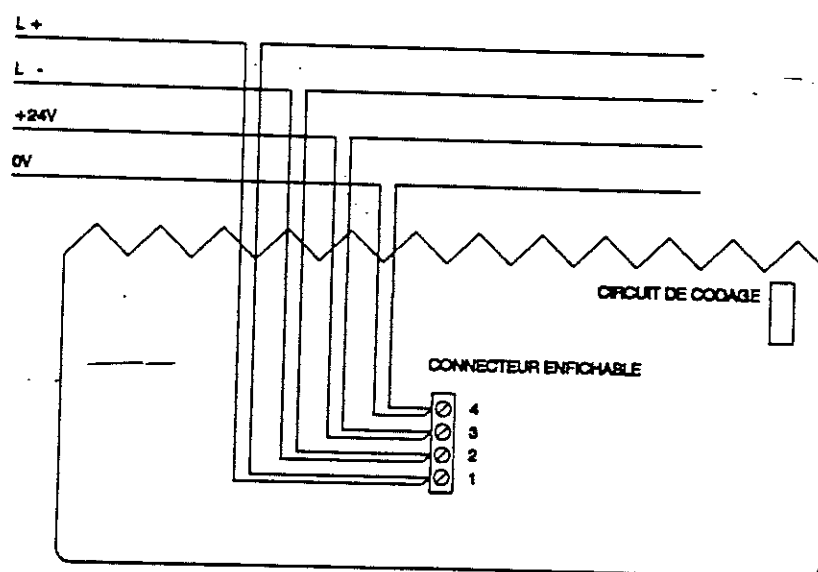 L +
L -
+24V
0V
CIRCUIT DE CODAGE
CONNECTEUR ENFICHABLE
4
3
2
1